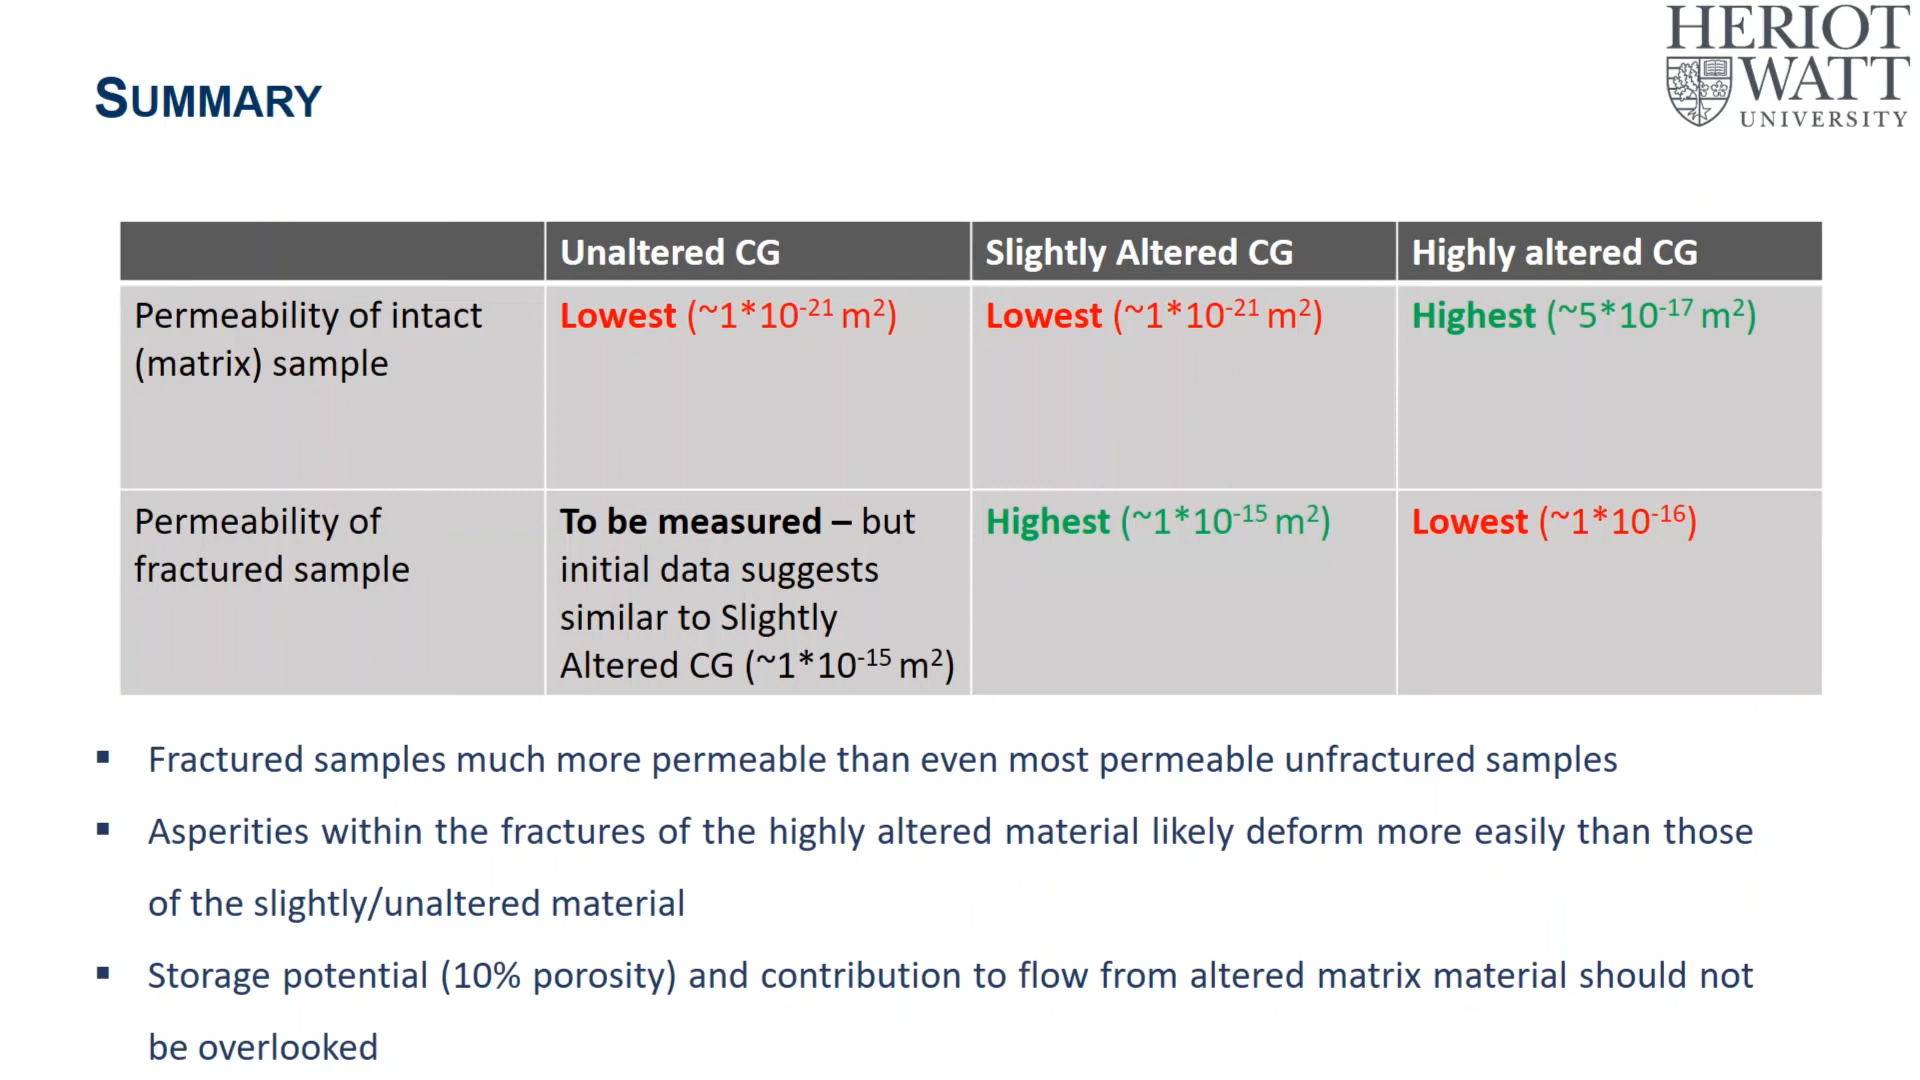 HERIOT
WATT
UNIVERSITY
SUMMARY
Unaltered CG
Slightly Altered CG
Highly altered CG
Permeability of intact
(matrix) sample
Lowest (~1*10⁻²¹ m²)
Lowest (~1*10⁻²¹ m²)
Highest (~5*10⁻¹⁷ m²)
Permeability of
fractured sample
To be measured – but
initial data suggests
similar to Slightly
Altered CG (~1*10⁻¹⁵ m²)
Highest (~1*10⁻¹⁵ m²)
Lowest (~1*10⁻¹⁶)
▪ Fractured samples much more permeable than even most permeable unfractured samples
▪ Asperities within the fractures of the highly altered material likely deform more easily than those
of the slightly/unaltered material
▪ Storage potential (10% porosity) and contribution to flow from altered matrix material should not
be overlooked